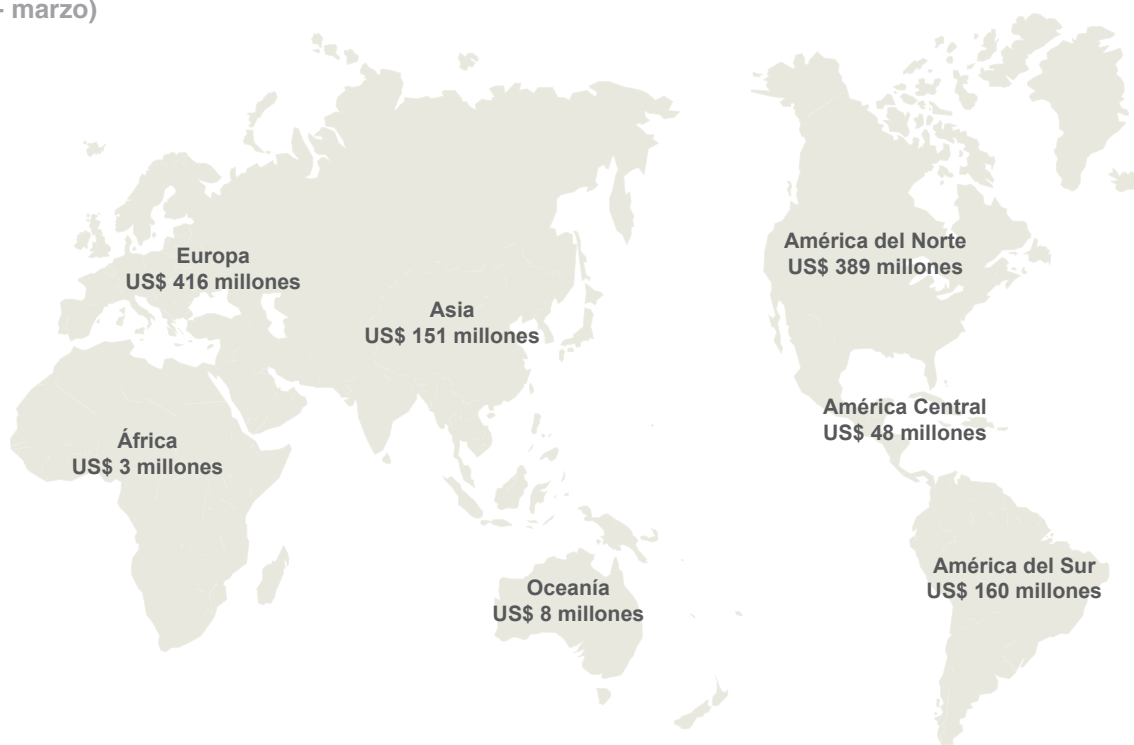 - marzo)
Europa
US$ 416 millones
América del Norte
US$ 389 millones
Asia
US$ 151 millones
América Central
US$ 48 millones
África
US$ 3 millones
América del Sur
US$ 160 millones
Oceanía
US$ 8 millones